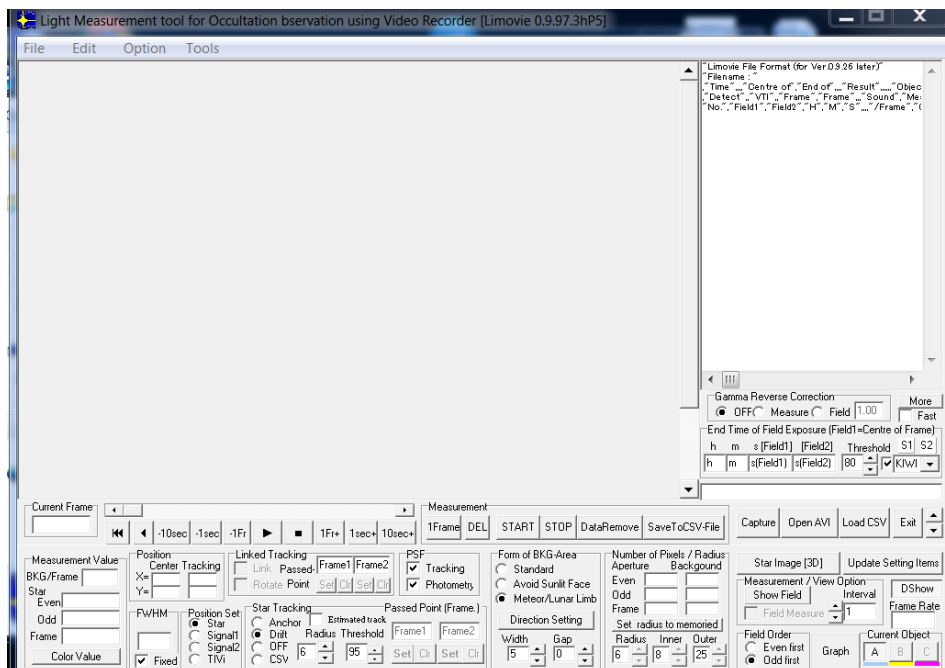 Light Measurement tool for Occultation bservation using Video Recorder [Limovie 0.9.97.3hP5]
File Edit Option Tools
"Limovie File Format (for Ver.0.9.26 later)"
"Filename : "
,"Time",,,"Centre of","End of",,,"Result",,,,,"Objec
,"Detect",,"VTI",,"Frame","Frame",,,"Sound","Me
"No.","Field1","Field2","H","M","S",,,,"/Frame","
Gamma Reverse Correction
OFF Measure Field 1.00
More
Fast
End Time of Field Exposure (Field1=Centre of Frame)
h m s [Field1] [Field2] Threshold S1 S2
h m s(Field1) s(Field2) 80 KIWI
Current Frame
-10sec -1sec -1Fr 1Fr+ 1sec+ 10sec+
Measurement
1Frame DEL START STOP DataRemove SaveToCSV-File
Capture Open AVI Load CSV Exit
Measurement Value
BKG/Frame
Star
Even
Odd
Frame
Color Value
Position
Center Tracking
X=
Y=
FWHM
Fixed
Position Set
Star
Signal1
Signal2
TIVi
Linked Tracking
Link Passed- Frame1 Frame2
Rotate Point Set Clr Set Clr
PSF
Tracking
Photometry
Star Tracking
Passed Point (Frame.)
Anchor Estimated track
Drift Radius Threshold Frame1 Frame2
OFF 6 95 Set Clr Set Clr
CSV
Form of BKG-Area
Standard
Avoid Sunlit Face
Meteor/Lunar Limb
Direction Setting
Width Gap
5 0
Number of Pixels / Radius
Aperture Backgound
Even
Odd
Frame
Set radius to memoried
Radius Inner Outer
6 8 25
Star Image [3D] Update Setting Items
Measurement / View Option
Show Field Interval
Field Measure 1
DShow
Frame Rate
Field Order
Even first
Odd first
Graph
Current Object
A B C